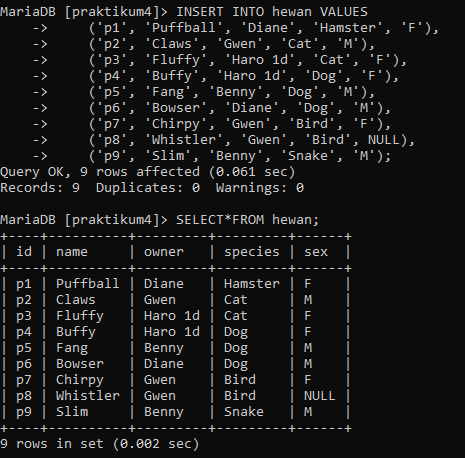 MariaDB [praktikum4]> INSERT INTO hewan VALUES
    ->     ('p1', 'Puffball', 'Diane', 'Hamster', 'F'),
    ->     ('p2', 'Claws', 'Gwen', 'Cat', 'M'),
    ->     ('p3', 'Fluffy', 'Haro 1d', 'Cat', 'F'),
    ->     ('p4', 'Buffy', 'Haro 1d', 'Dog', 'F'),
    ->     ('p5', 'Fang', 'Benny', 'Dog', 'M'),
    ->     ('p6', 'Bowser', 'Diane', 'Dog', 'M'),
    ->     ('p7', 'Chirpy', 'Gwen', 'Bird', 'F'),
    ->     ('p8', 'Whistler', 'Gwen', 'Bird', NULL),
    ->     ('p9', 'Slim', 'Benny', 'Snake', 'M');
Query OK, 9 rows affected (0.061 sec)
Records: 9  Duplicates: 0  Warnings: 0

MariaDB [praktikum4]> SELECT*FROM hewan;
+----+----------+---------+---------+------+
| id | name     | owner   | species | sex  |
+----+----------+---------+---------+------+
| p1 | Puffball | Diane   | Hamster | F    |
| p2 | Claws    | Gwen    | Cat     | M    |
| p3 | Fluffy   | Haro 1d | Cat     | F    |
| p4 | Buffy    | Haro 1d | Dog     | F    |
| p5 | Fang     | Benny   | Dog     | M    |
| p6 | Bowser   | Diane   | Dog     | M    |
| p7 | Chirpy   | Gwen    | Bird    | F    |
| p8 | Whistler | Gwen    | Bird    | NULL |
| p9 | Slim     | Benny   | Snake   | M    |
+----+----------+---------+---------+------+
9 rows in set (0.002 sec)